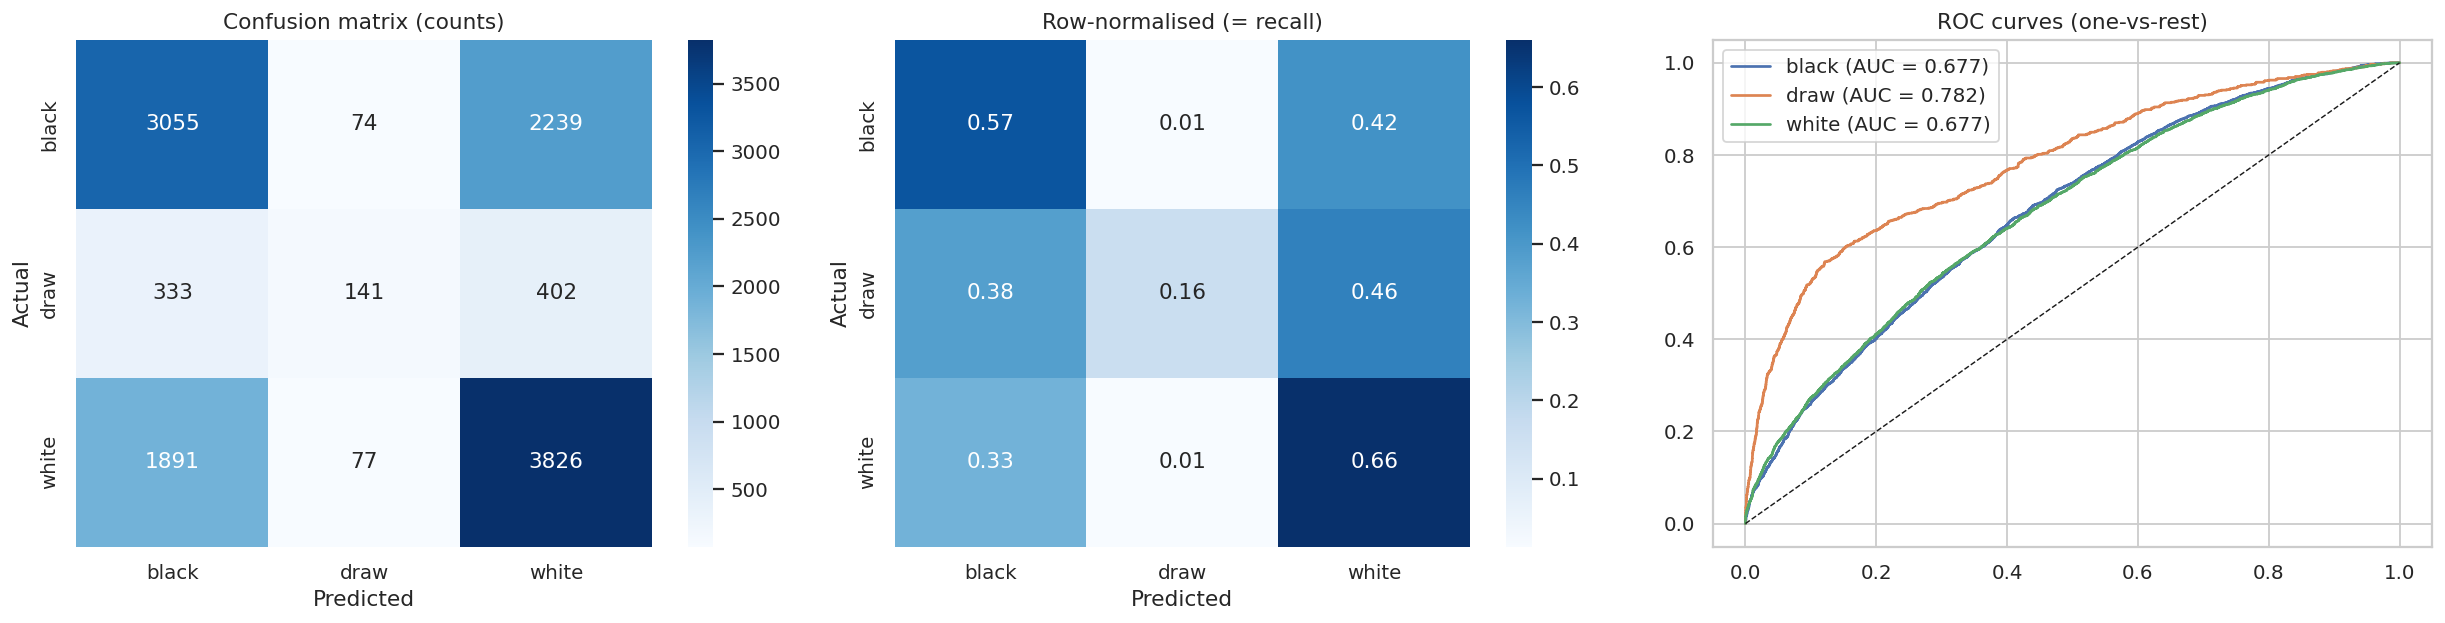 Confusion matrix (counts)
Actual
black
draw
white
3055 74 2239
333 141 402
1891 77 3826
black draw white
Predicted
3500
3000
2500
2000
1500
1000
500
Row-normalised (= recall)
Actual
black
draw
white
0.57 0.01 0.42
0.38 0.16 0.46
0.33 0.01 0.66
black draw white
Predicted
0.6
0.5
0.4
0.3
0.2
0.1
ROC curves (one-vs-rest)
black (AUC = 0.677)
draw (AUC = 0.782)
white (AUC = 0.677)
1.0
0.8
0.6
0.4
0.2
0.0
0.0 0.2 0.4 0.6 0.8 1.0